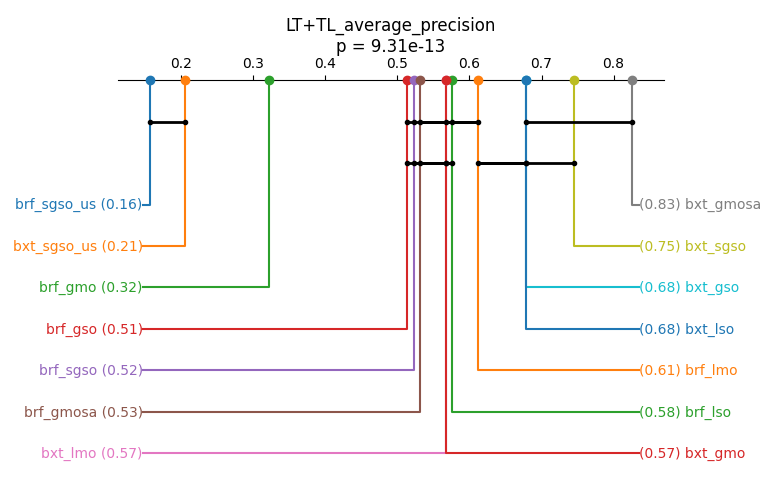 LT+TL_average_precision
p = 9.31e-13
0.2 0.3 0.4 0.5 0.6 0.7 0.8
brf_sgso_us (0.16) (0.83) bxt_gmosa
bxt_sgso_us (0.21) (0.75) bxt_sgso
brf_gmo (0.32) (0.68) bxt_gso
brf_gso (0.51) (0.68) bxt_lso
brf_sgso (0.52) (0.61) brf_lmo
brf_gmosa (0.53) (0.58) brf_lso
bxt_lmo (0.57) (0.57) bxt_gmo